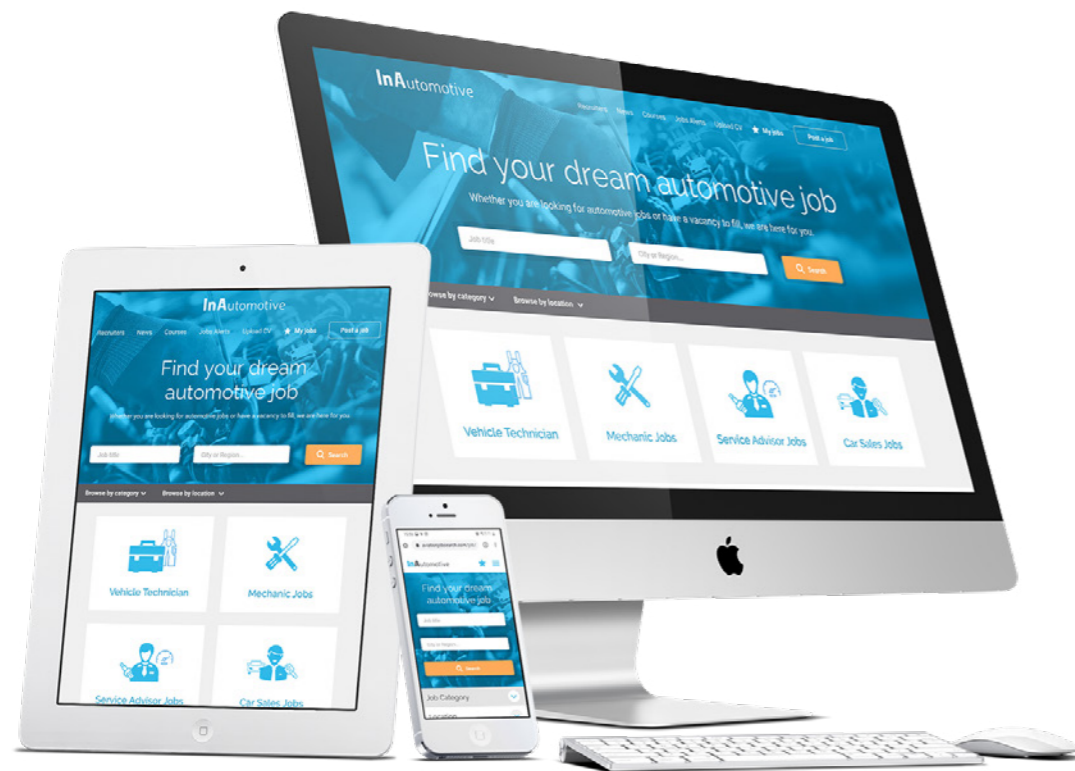 InAutomotive
Recruiters News Courses Jobs Alerts Upload CV My jobs Post a job
Find your dream automotive job
Whether you are looking for automotive jobs or have a vacancy to fill, we are here for you.
Job title City or Region... Search
Browse by category Browse by location
Vehicle Technician Mechanic Jobs Service Advisor Jobs Car Sales Jobs
InAutomotive
Recruiters News Courses Jobs Alerts Upload CV My jobs Post a job
Find your dream
automotive job
Whether you are looking for automotive jobs or have a vacancy to fill, we are here for you.
Job title City or Region... Search
Browse by category Browse by location
Vehicle Technician Mechanic Jobs
Service Advisor Jobs Car Sales Jobs
InAutomotive
Find your dream
automotive job
Job title
City or Region...
Search
Job Category
Location